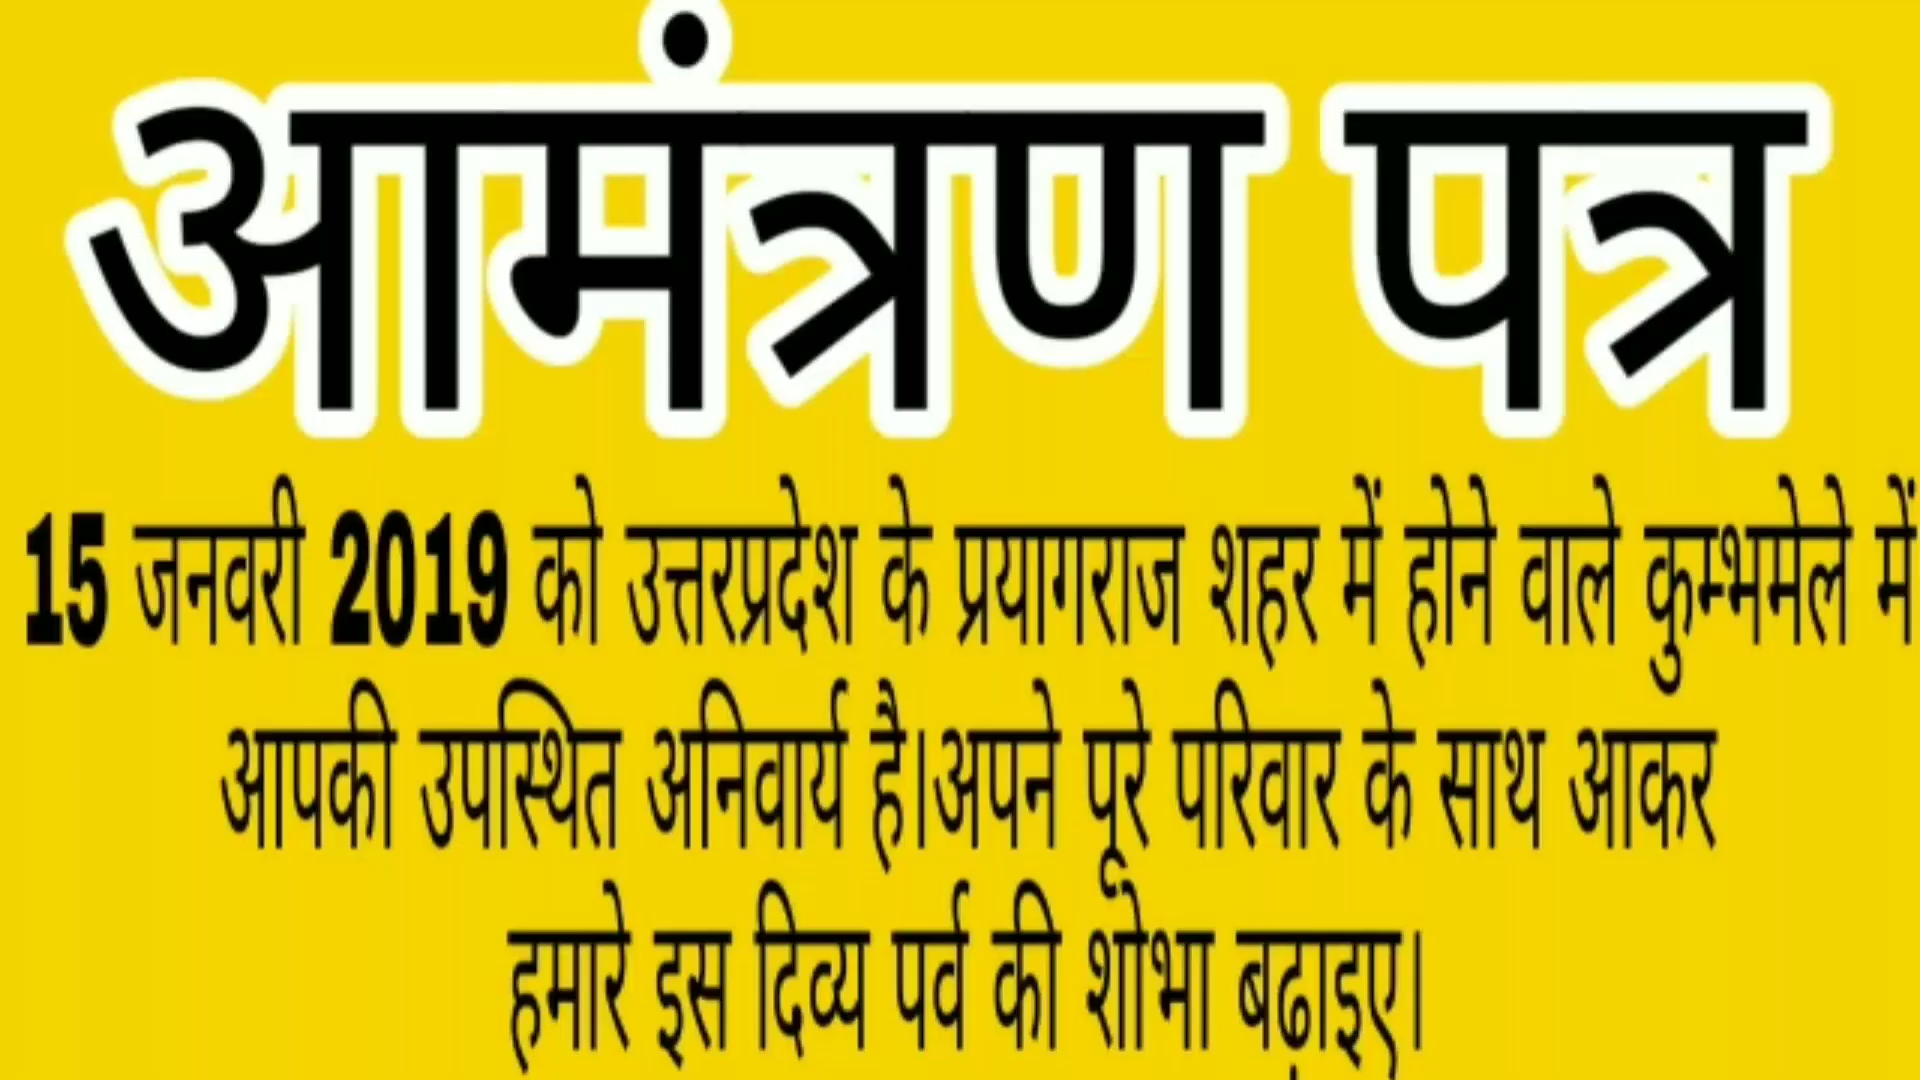 आमंत्रण पत्र
15 जनवरी 2019 को उत्तरप्रदेश के प्रयागराज शहर में होने वाले कुम्भमेले में
आपकी उपस्थित अनिवार्य है।अपने पूरे परिवार के साथ आकर
हमारे इस दिव्य पर्व की शोभा बढ़ाइए।